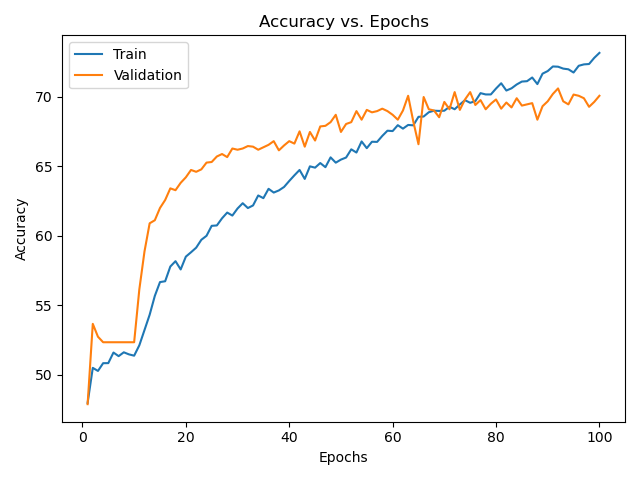 Accuracy vs. Epochs
Train
Validation
Accuracy
70
65
60
55
50
0 20 40 60 80 100
Epochs